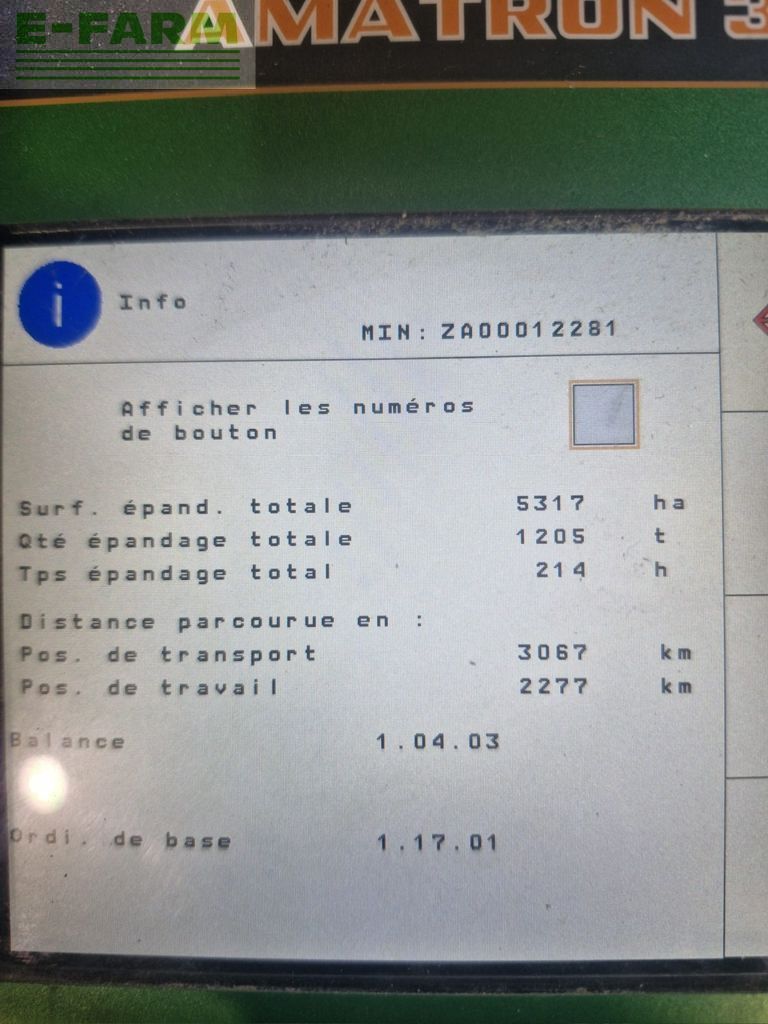 E-FARM
AMATRON 3
i
Info
MIN: ZA00012281
Afficher les numéros
de bouton
Surf. épand. totale 5317 ha
Qté épandage totale 1205 t
Tps épandage total 214 h
Distance parcourue en :
Pos. de transport 3067 km
Pos. de travail 2277 km
Balance 1.04.03
Ordi. de base 1.17.01